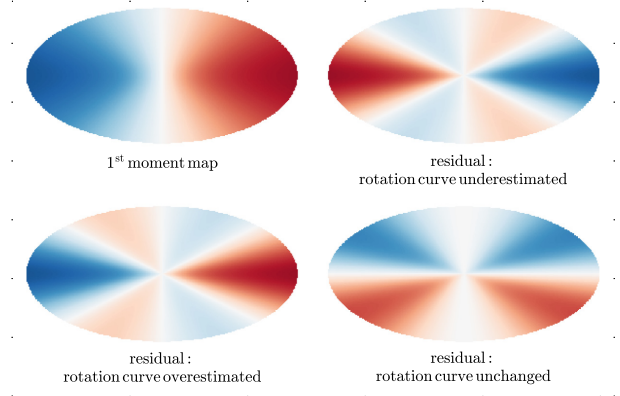 1st moment map
residual :
rotation curve underestimated
residual :
rotation curve overestimated
residual :
rotation curve unchanged